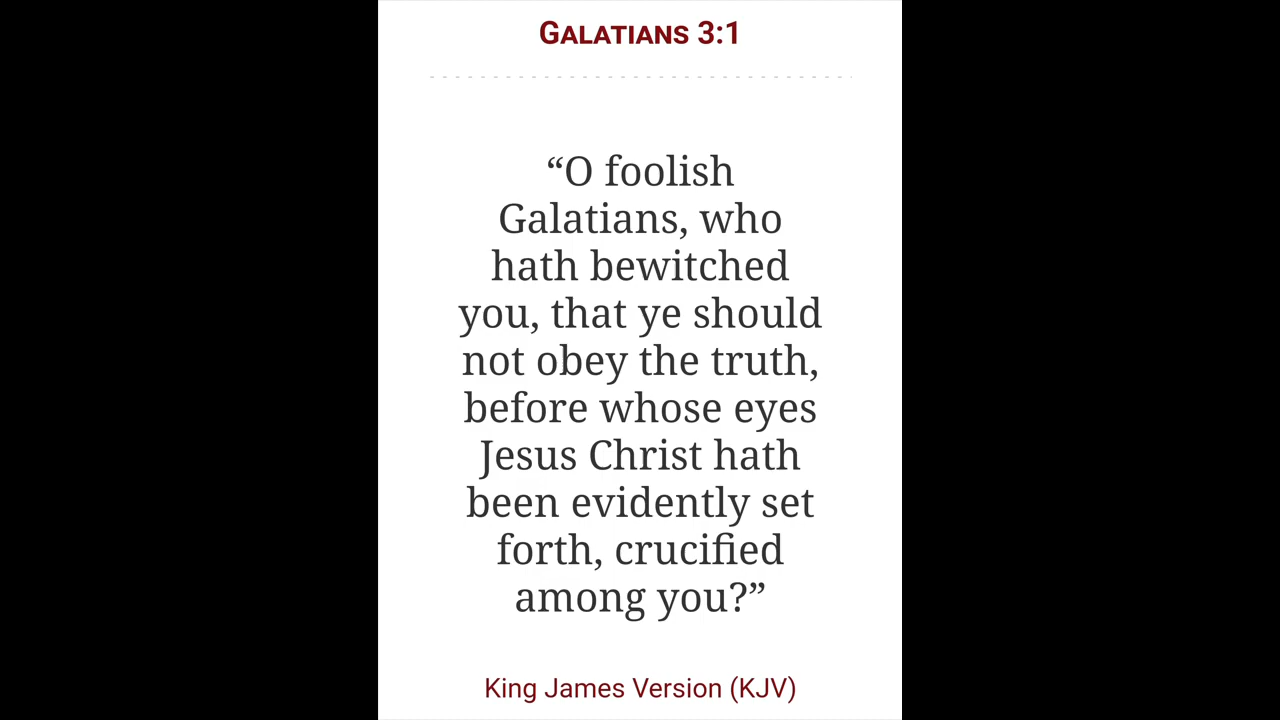 GALATIANS 3:1
“O foolish
Galatians, who
hath bewitched
you, that ye should
not obey the truth,
before whose eyes
Jesus Christ hath
been evidently set
forth, crucified
among you?”
King James Version (KJV)